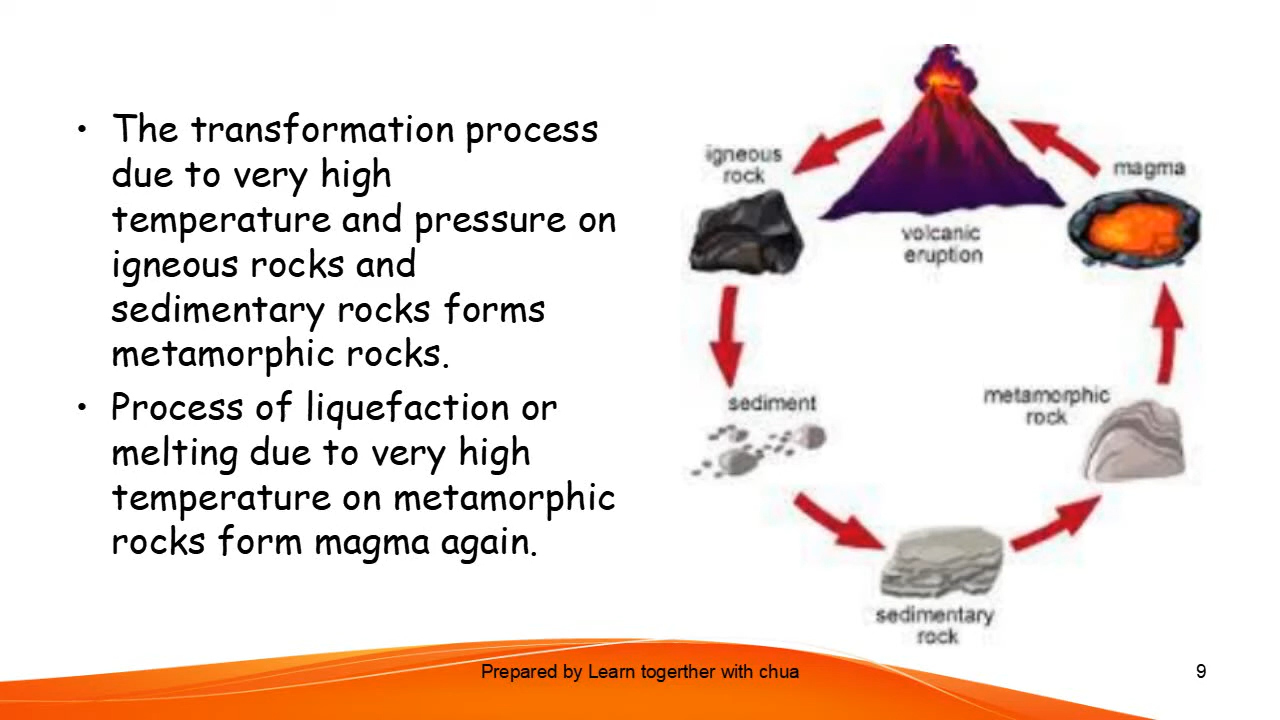 • The transformation process
due to very high
temperature and pressure on
igneous rocks and
sedimentary rocks forms
metamorphic rocks.
• Process of liquefaction or
melting due to very high
temperature on metamorphic
rocks form magma again.
igneous
rock
magma
volcanic
eruption
sediment
metamorphic
rock
sedimentary
rock
Prepared by Learn togerther with chua
9